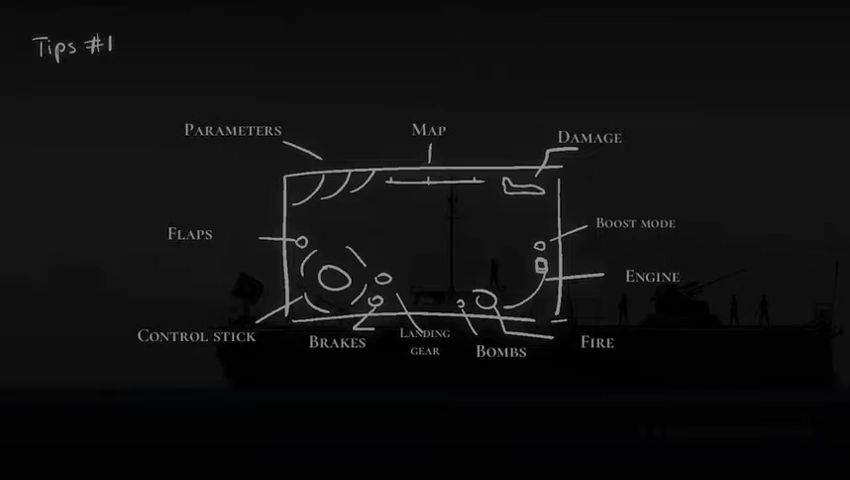 Tips #1
Parameters
Map
Damage
Flaps
Boost mode
Engine
Control stick
Brakes
Landing
gear
Bombs
Fire